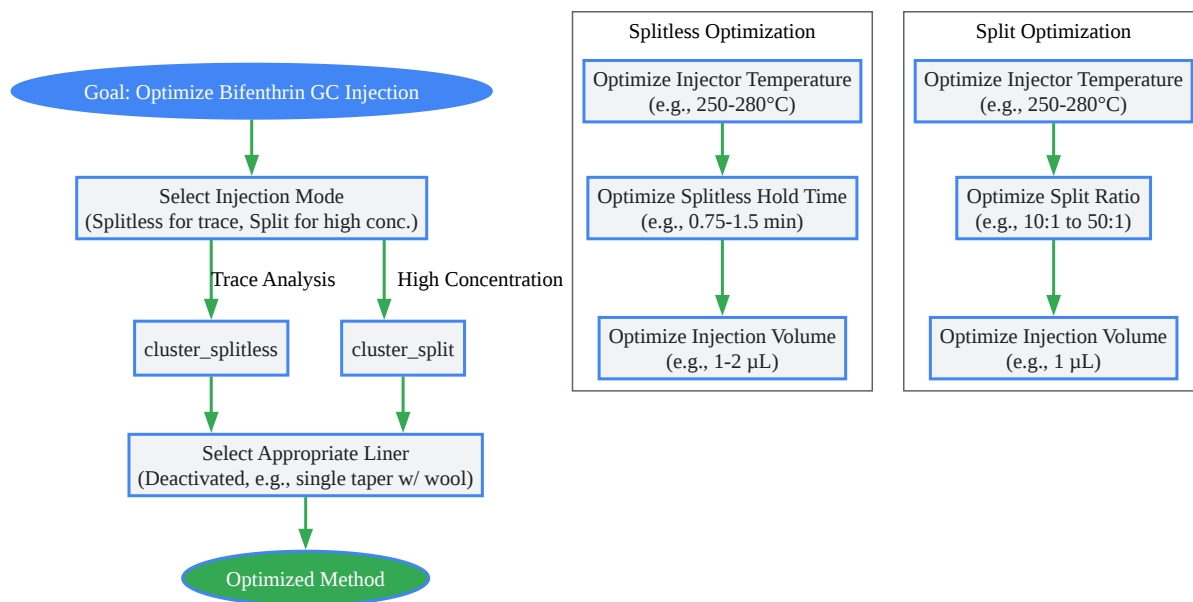 Goal: Optimize Bifenthrin GC Injection
Select Injection Mode
(Splitless for trace, Split for high conc.)
Trace Analysis
High Concentration
cluster_splitless
cluster_split
Select Appropriate Liner
(Deactivated, e.g., single taper w/ wool)
Optimized Method
Splitless Optimization
Optimize Injector Temperature
(e.g., 250-280°C)
Optimize Splitless Hold Time
(e.g., 0.75-1.5 min)
Optimize Injection Volume
(e.g., 1-2 µL)
Split Optimization
Optimize Injector Temperature
(e.g., 250-280°C)
Optimize Split Ratio
(e.g., 10:1 to 50:1)
Optimize Injection Volume
(e.g., 1 µL)